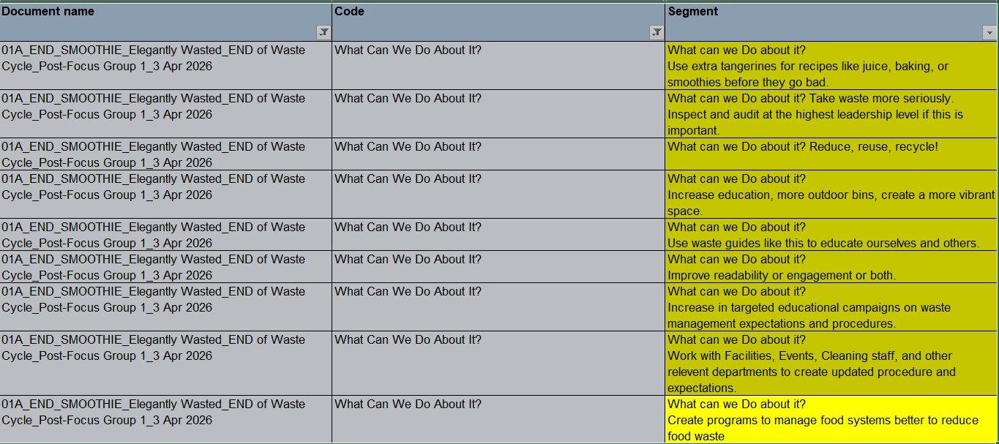 Document name Code Segment
01A_END_SMOOTHIE_Elegantly Wasted_END of Waste Cycle_Post-Focus Group 1_3 Apr 2026
What Can We Do About It?
What can we Do about it?
Use extra tangerines for recipes like juice, baking, or
smoothies before they go bad.
01A_END_SMOOTHIE_Elegantly Wasted_END of Waste
Cycle_Post-Focus Group 1_3 Apr 2026
What Can We Do About It?
What can we Do about it? Take waste more seriously.
Inspect and audit at the highest leadership level if this is
important.
01A_END_SMOOTHIE_Elegantly Wasted_END of Waste
Cycle_Post-Focus Group 1_3 Apr 2026
What Can We Do About It?
What can we Do about it? Reduce, reuse, recycle!
01A_END_SMOOTHIE_Elegantly Wasted_END of Waste
Cycle_Post-Focus Group 1_3 Apr 2026
What Can We Do About It?
What can we Do about it?
Increase education, more outdoor bins, create a more vibrant
space.
01A_END_SMOOTHIE_Elegantly Wasted_END of Waste
Cycle_Post-Focus Group 1_3 Apr 2026
What Can We Do About It?
What can we Do about it?
Use waste guides like this to educate ourselves and others.
01A_END_SMOOTHIE_Elegantly Wasted_END of Waste
Cycle_Post-Focus Group 1_3 Apr 2026
What Can We Do About It?
What can we Do about it?
Improve readability or engagement or both.
01A_END_SMOOTHIE_Elegantly Wasted_END of Waste
Cycle_Post-Focus Group 1_3 Apr 2026
What Can We Do About It?
What can we Do about it?
Increase in targeted educational campaigns on waste
management expectations and procedures.
01A_END_SMOOTHIE_Elegantly Wasted_END of Waste
Cycle_Post-Focus Group 1_3 Apr 2026
What Can We Do About It?
What can we Do about it?
Work with Facilities, Events, Cleaning staff, and other
relevent departments to create updated procedure and
expectations.
01A_END_SMOOTHIE_Elegantly Wasted_END of Waste
Cycle_Post-Focus Group 1_3 Apr 2026
What Can We Do About It?
What can we Do about it?
Create programs to manage food systems better to reduce
food waste